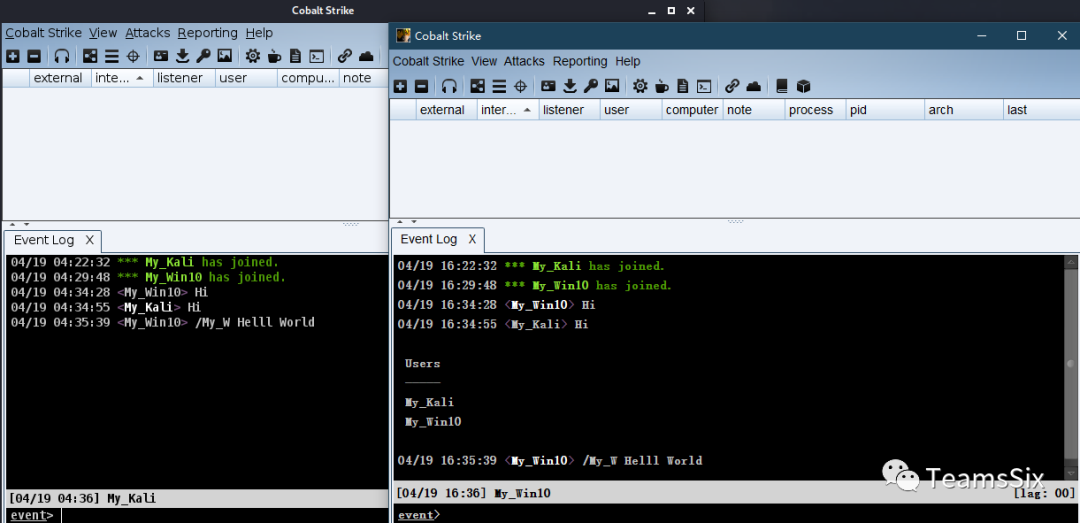 Cobalt Strike
Cobalt Strike View Attacks Reporting Help
external inte... listener user compu... note
Event Log X
04/19 04:22:32 *** My_Kali has joined.
04/19 04:29:48 *** My_Win10 has joined.
04/19 04:34:28 <My_Win10> Hi
04/19 04:34:55 <My_Kali> Hi
04/19 04:35:39 <My_Win10> /My_W Helll World
[04/19 04:36] My_Kali
event>
Cobalt Strike
Cobalt Strike View Attacks Reporting Help
external inter... listener user computer note process pid arch last
Event Log X
04/19 16:22:32 *** My_Kali has joined.
04/19 16:29:48 *** My_Win10 has joined.
04/19 16:34:28 <My_Win10> Hi
04/19 16:34:55 <My_Kali> Hi
Users
-----
My_Kali
My_Win10
04/19 16:35:39 <My_Win10> /My_W Helll World
[04/19 16:36] My_Win10 [lag: 00]
event>
TeamsSix